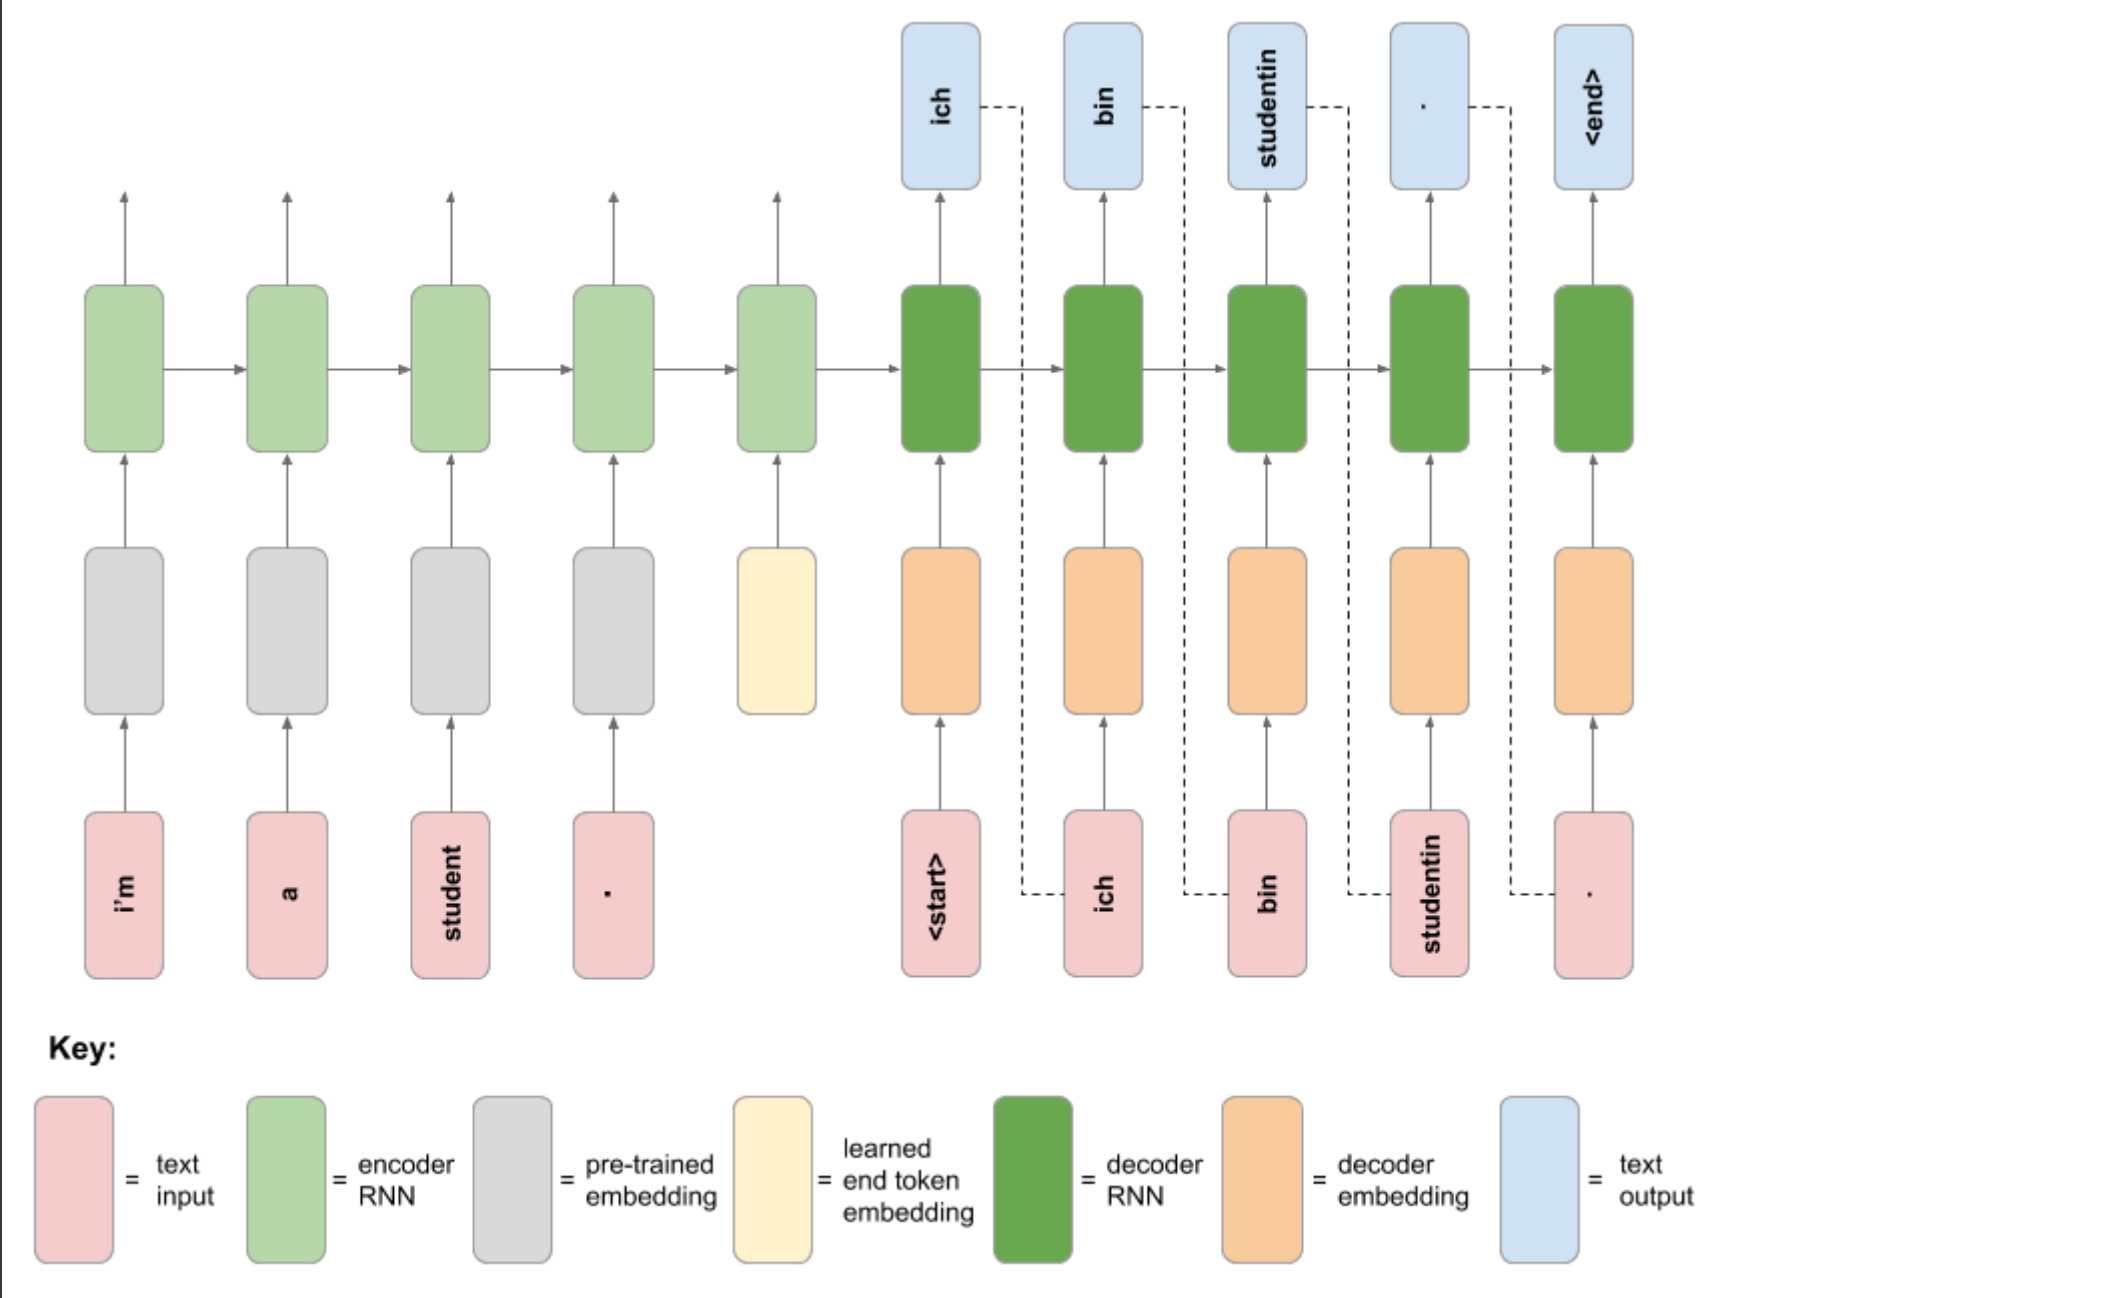 ich
bin
studentin
.
<end>
i'm
a
student
.
<start>
ich
bin
studentin
.
Key:
= text input
= encoder RNN
= pre-trained embedding
= learned end token embedding
= decoder RNN
= decoder embedding
= text output